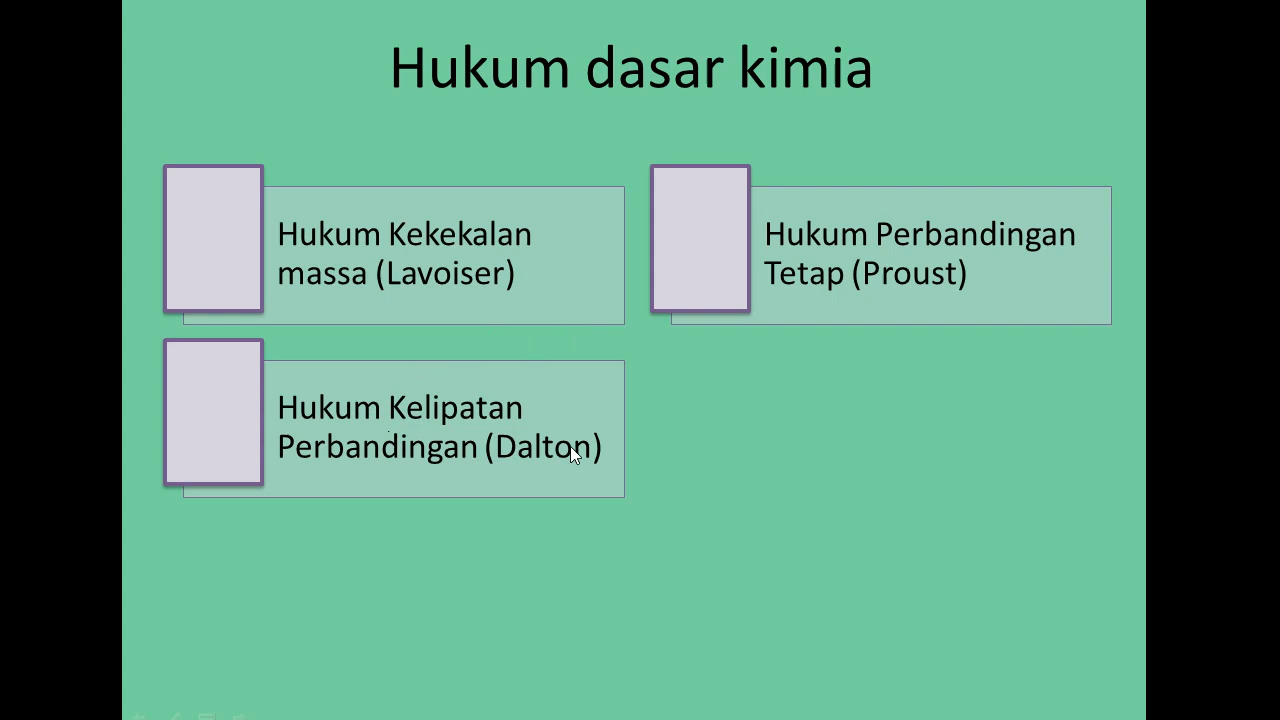 Hukum dasar kimia
Hukum Kekekalan
massa (Lavoiser)
Hukum Perbandingan
Tetap (Proust)
Hukum Kelipatan
Perbandingan (Dalton)